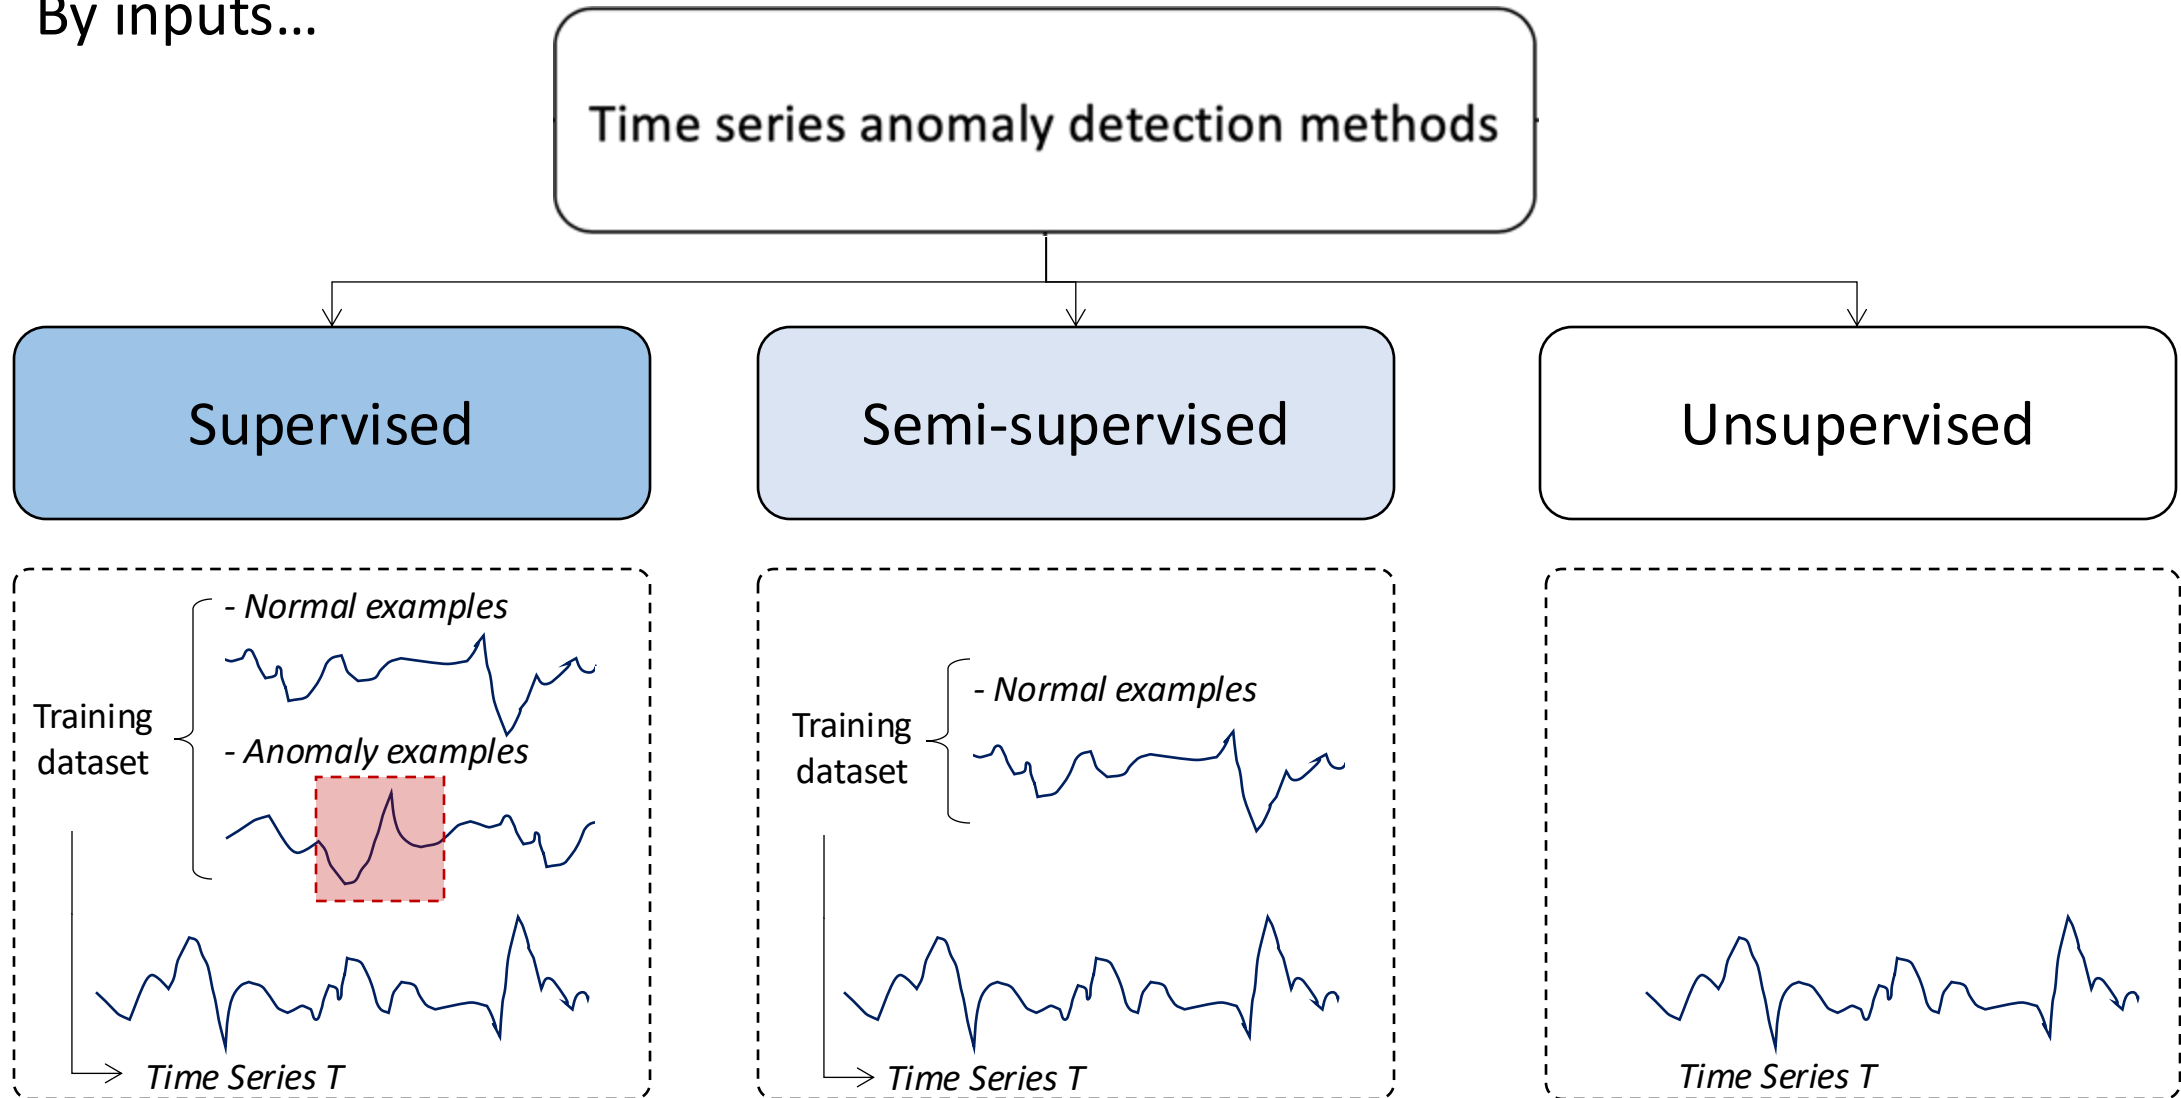 By inputs...
Time series anomaly detection methods
Supervised
Semi-supervised
Unsupervised
- Normal examples
Training
dataset
- Anomaly examples
Time Series T
- Normal examples
Training
dataset
Time Series T
Time Series T